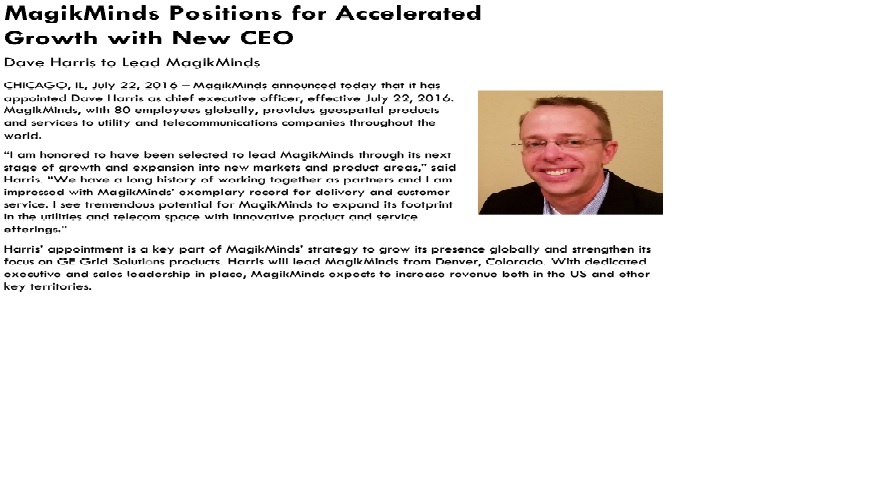 MagikMinds Positions for Accelerated
Growth with New CEO
Dave Harris to Lead MagikMinds
CHICAGO, IL, July 22, 2016 – MagikMinds announced today that it has
appointed Dave Harris as chief executive officer, effective July 22, 2016.
MagikMinds, with 80 employees globally, provides geospatial products
and services to utility and telecommunications companies throughout the
world.
“I am honored to have been selected to lead MagikMinds through its next
stage of growth and expansion into new markets and product areas,” said
Harris. “We have a long history of working together as partners and I am
impressed with MagikMinds’ exemplary record for delivery and customer
service. I see tremendous potential for MagikMinds to expand its footprint
in the utilities and telecom space with innovative product and service
offerings.”
Harris’ appointment is a key part of MagikMinds’ strategy to grow its presence globally and strengthen its
focus on GE Grid Solutions products. Harris will lead MagikMinds from Denver, Colorado. With dedicated
executive and sales leadership in place, MagikMinds expects to increase revenue both in the US and other
key territories.